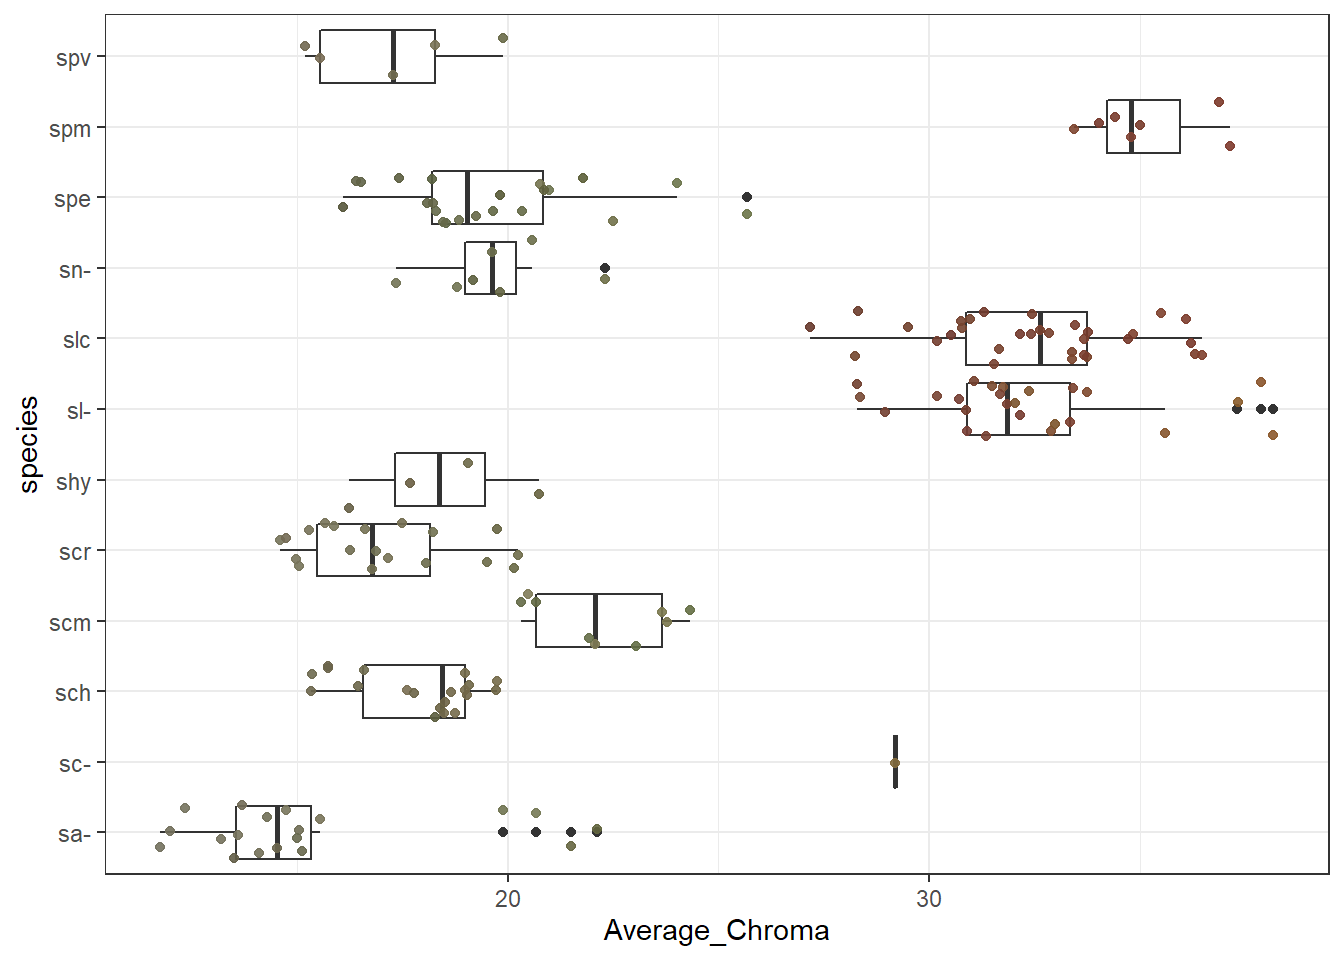 spv
spm
spe
sn-
slc
sl-
shy
scr
scm
sch
sc-
sa-
species
20 30
Average_Chroma